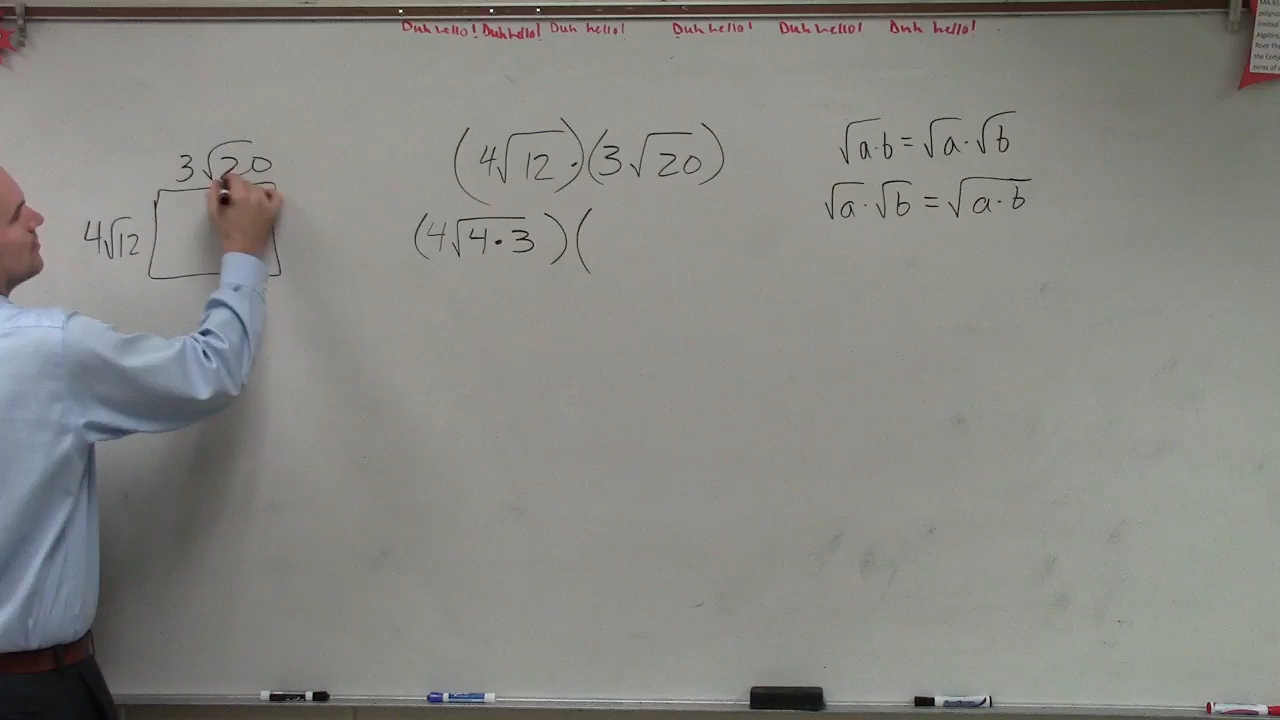 Duh hello! Duh hello! Duh hello! Duh hello! Duh hello! Duh hello!
3√20
4√12
(4√12 ·)(3√20)
(4√4·3)(
√a·b = √a·√b
√a·√b = √a·b